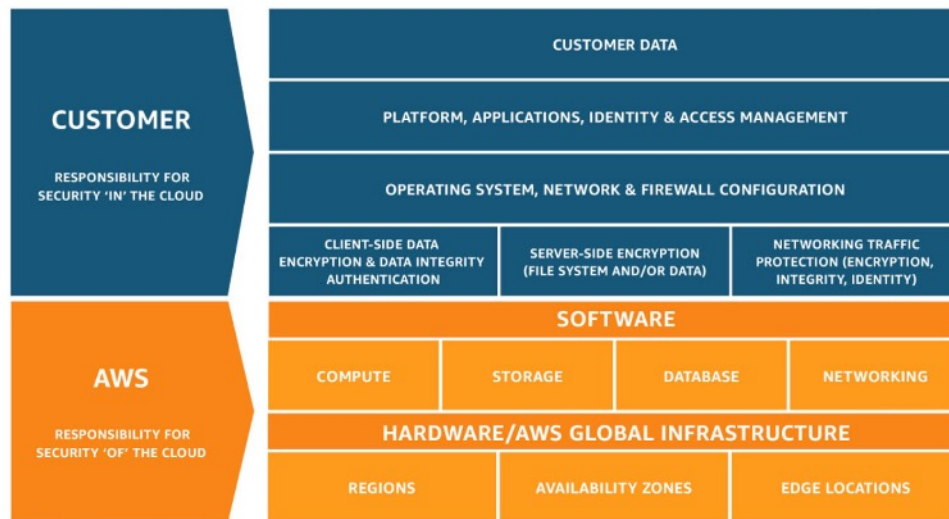 CUSTOMER
RESPONSIBILITY FOR
SECURITY ‘IN’ THE CLOUD
CUSTOMER DATA
PLATFORM, APPLICATIONS, IDENTITY & ACCESS MANAGEMENT
OPERATING SYSTEM, NETWORK & FIREWALL CONFIGURATION
CLIENT-SIDE DATA
ENCRYPTION & DATA INTEGRITY
AUTHENTICATION
SERVER-SIDE ENCRYPTION
(FILE SYSTEM AND/OR DATA)
NETWORKING TRAFFIC
PROTECTION (ENCRYPTION,
INTEGRITY, IDENTITY)
AWS
RESPONSIBILITY FOR
SECURITY ‘OF’ THE CLOUD
SOFTWARE
COMPUTE
STORAGE
DATABASE
NETWORKING
HARDWARE/AWS GLOBAL INFRASTRUCTURE
REGIONS
AVAILABILITY ZONES
EDGE LOCATIONS